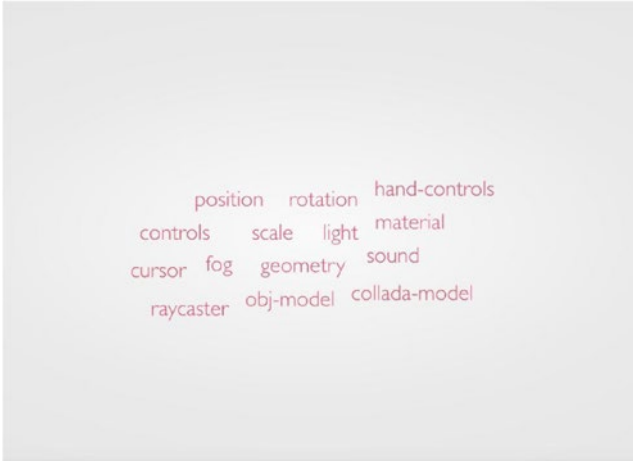 position rotation hand-controls
controls scale light material
cursor fog geometry sound
raycaster obj-model collada-model